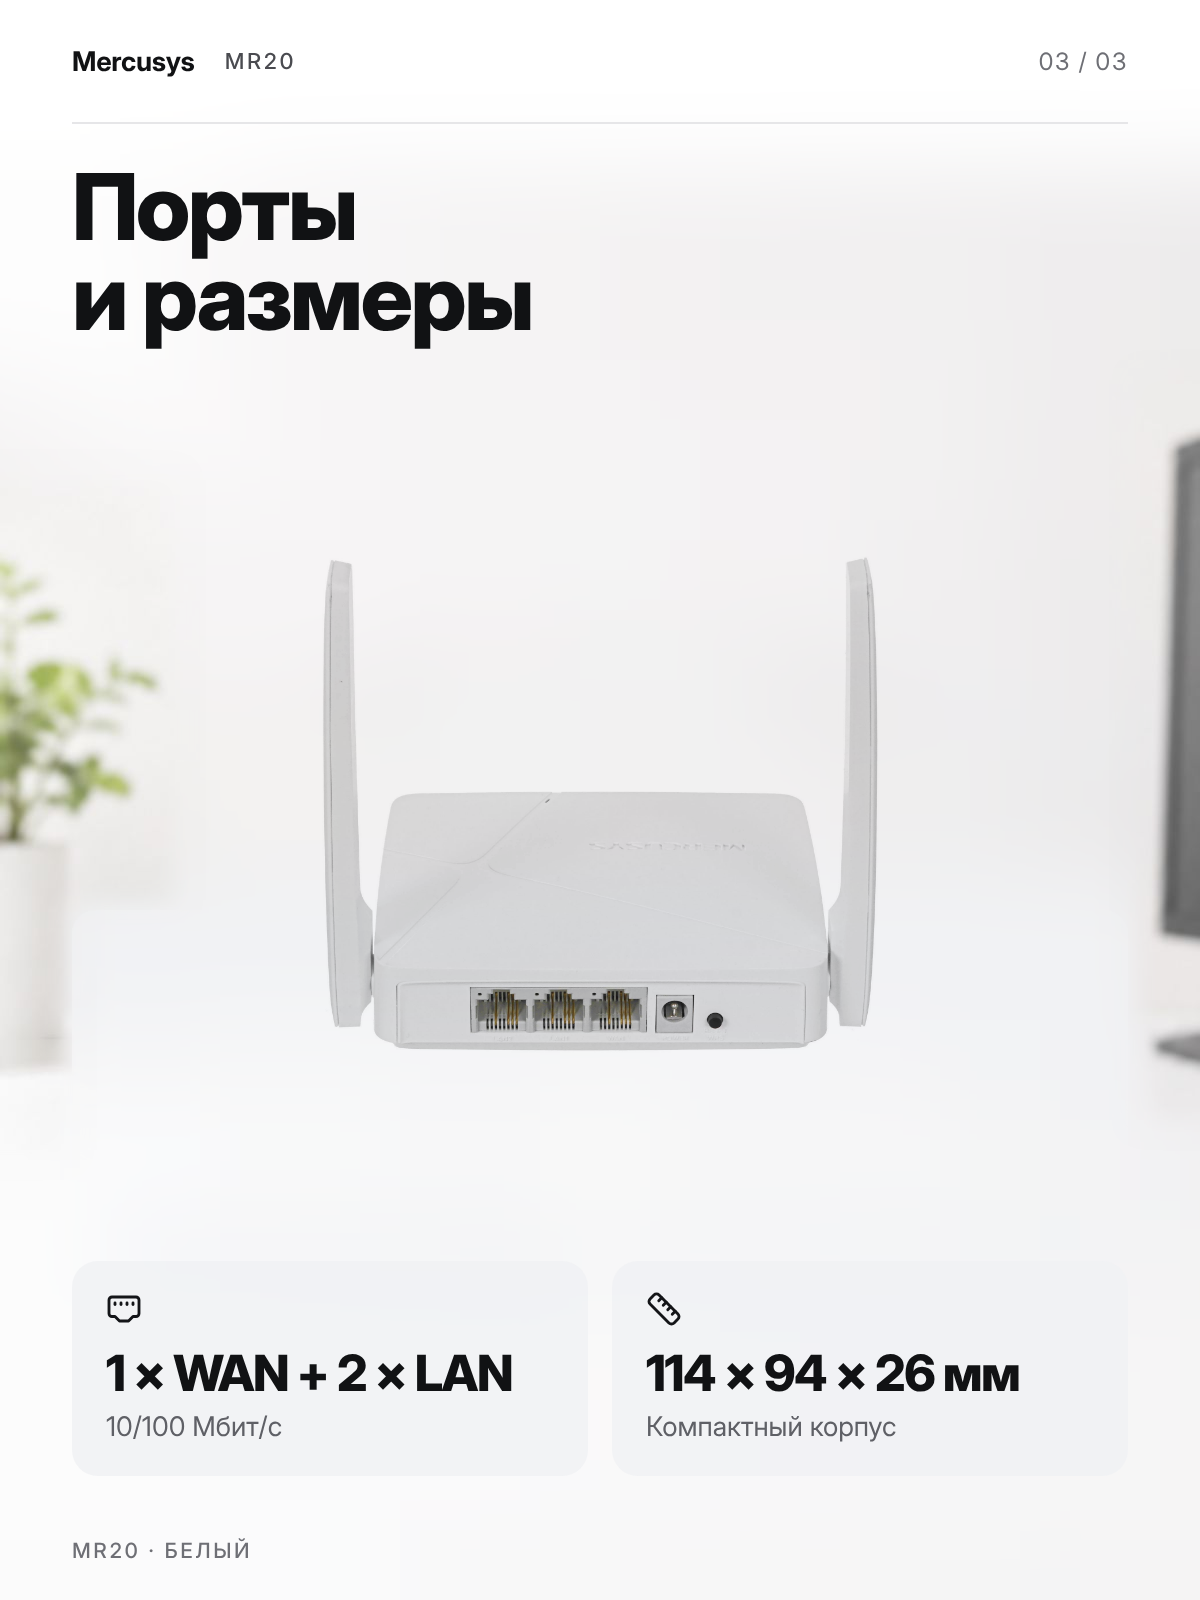 Mercusys MR20 03 / 03
Порты
и размеры
1 × WAN + 2 × LAN
10/100 Мбит/с
114 × 94 × 26 мм
Компактный корпус
MR20 · БЕЛЫЙ